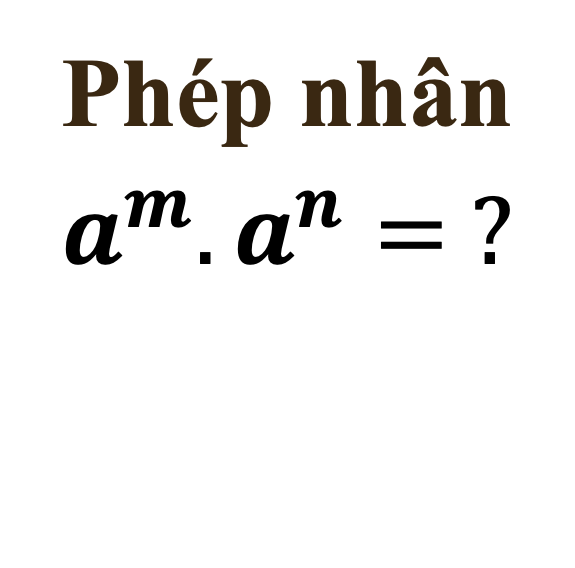 Phép nhân
a^m . a^n = ?